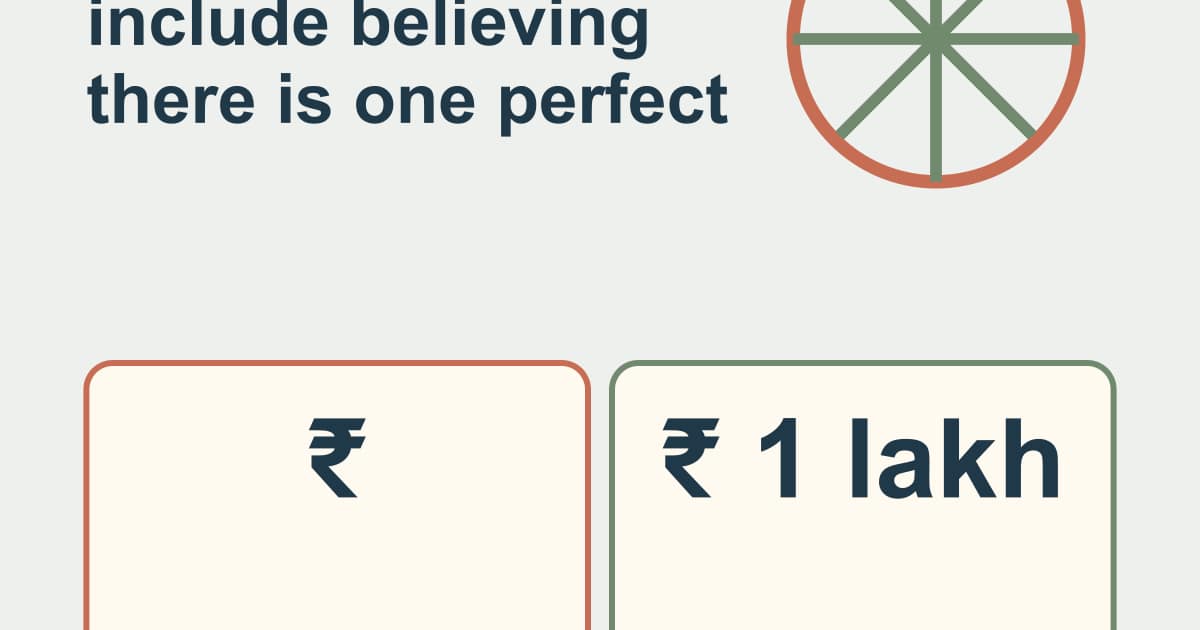 include believing
there is one perfect
₹
₹ 1 lakh